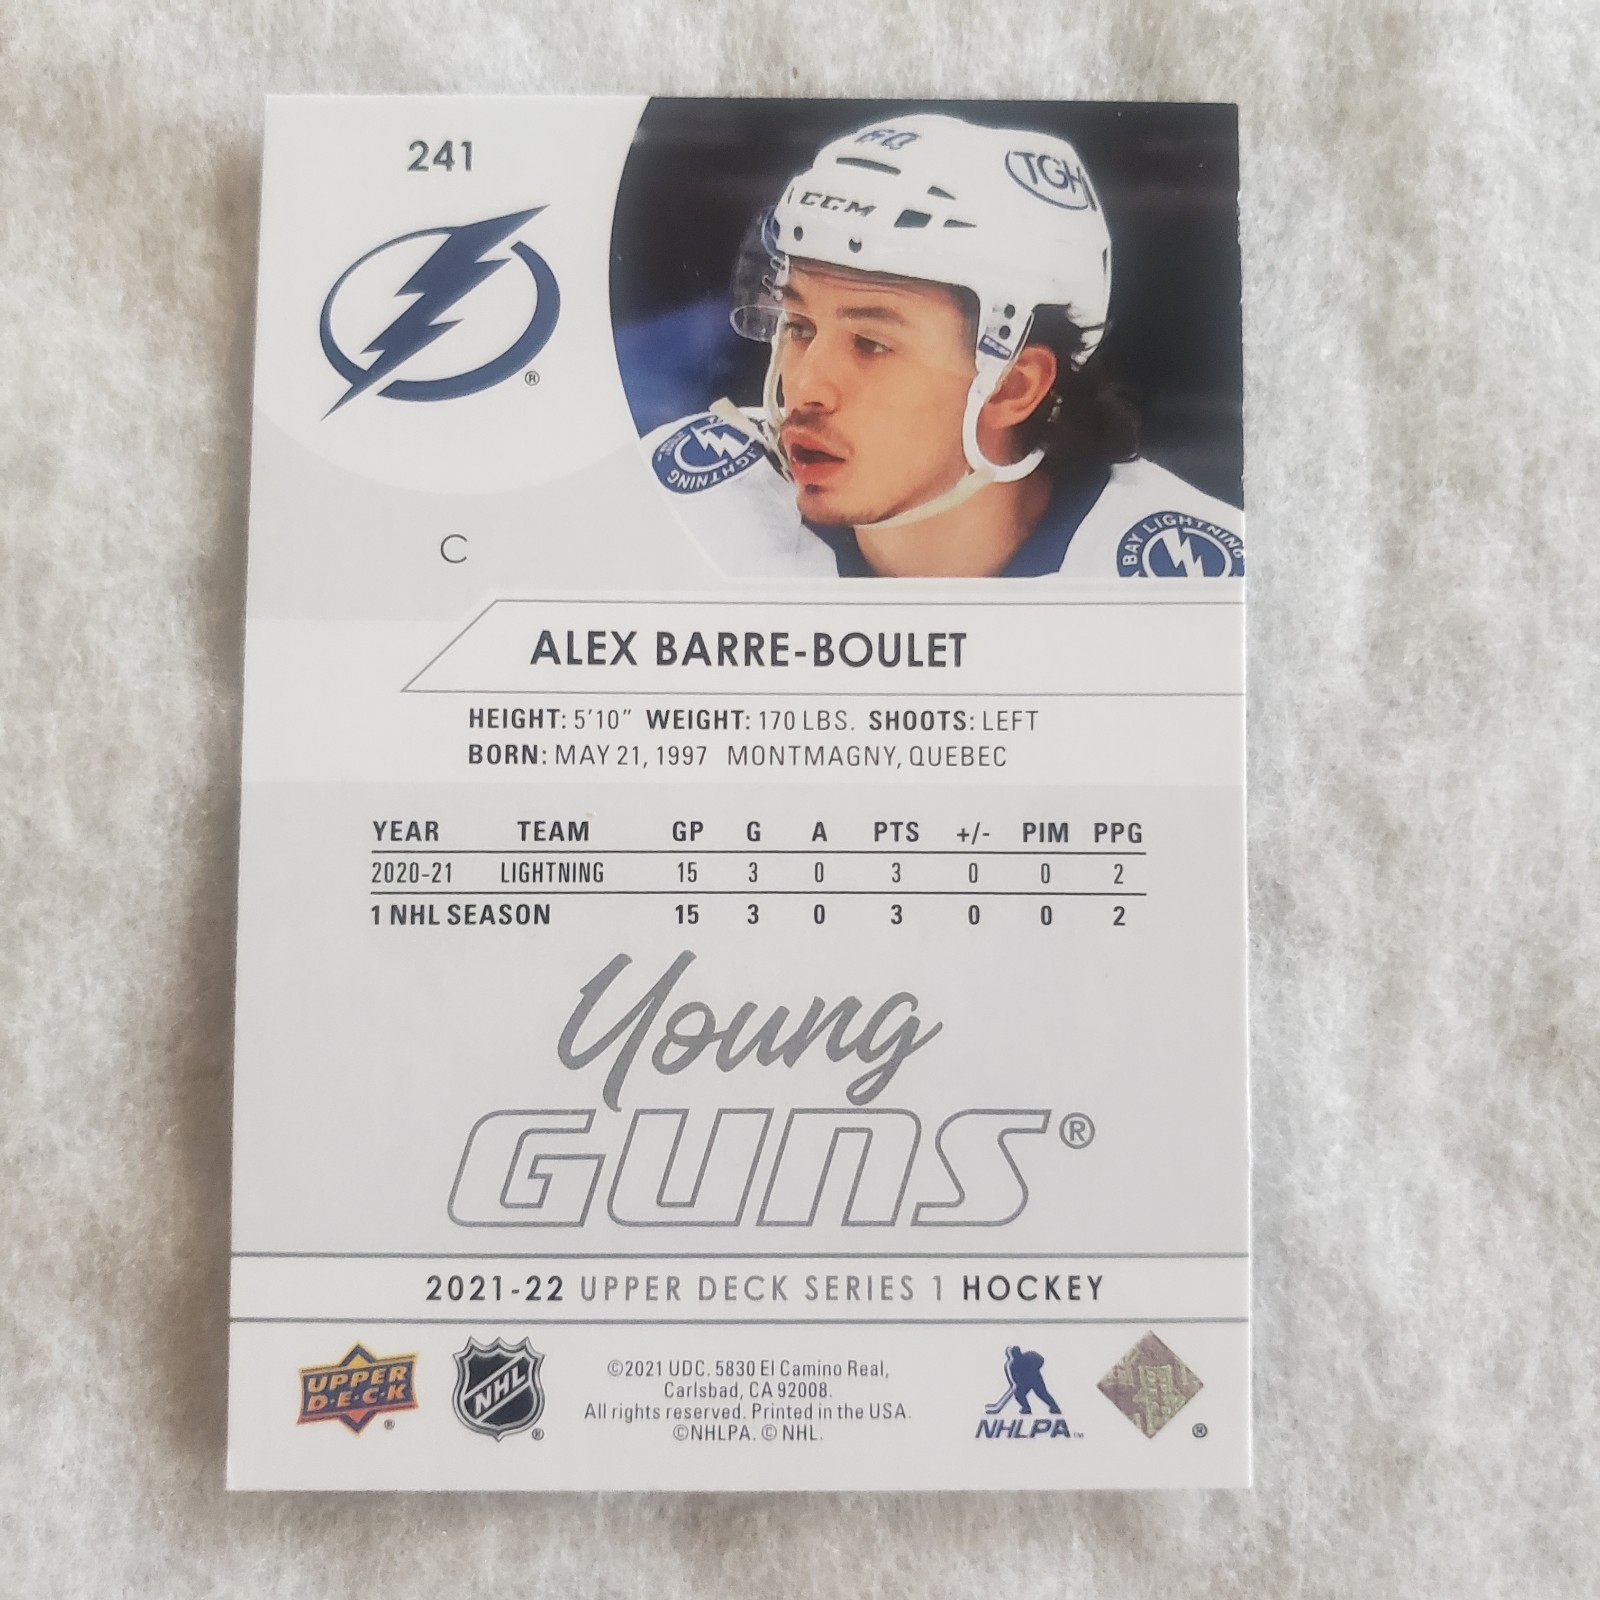 241
®
60
CCM
TGH
LIGHTNING
BAY LIGHTNING
C
ALEX BARRE-BOULET
HEIGHT: 5'10" WEIGHT: 170 LBS. SHOOTS: LEFT
BORN: MAY 21, 1997 MONTMAGNY, QUEBEC
YEAR TEAM GP G A PTS +/- PIM PPG
2020-21 LIGHTNING 15 3 0 3 0 0 2
1 NHL SEASON 15 3 0 3 0 0 2
Young
GUNS®
2021-22 UPPER DECK SERIES 1 HOCKEY
UPPER
D·E·C·K ®
NHL ®
©2021 UDC. 5830 El Camino Real,
Carlsbad, CA 92008.
All rights reserved. Printed in the USA.
©NHLPA. © NHL.
NHLPA™
®